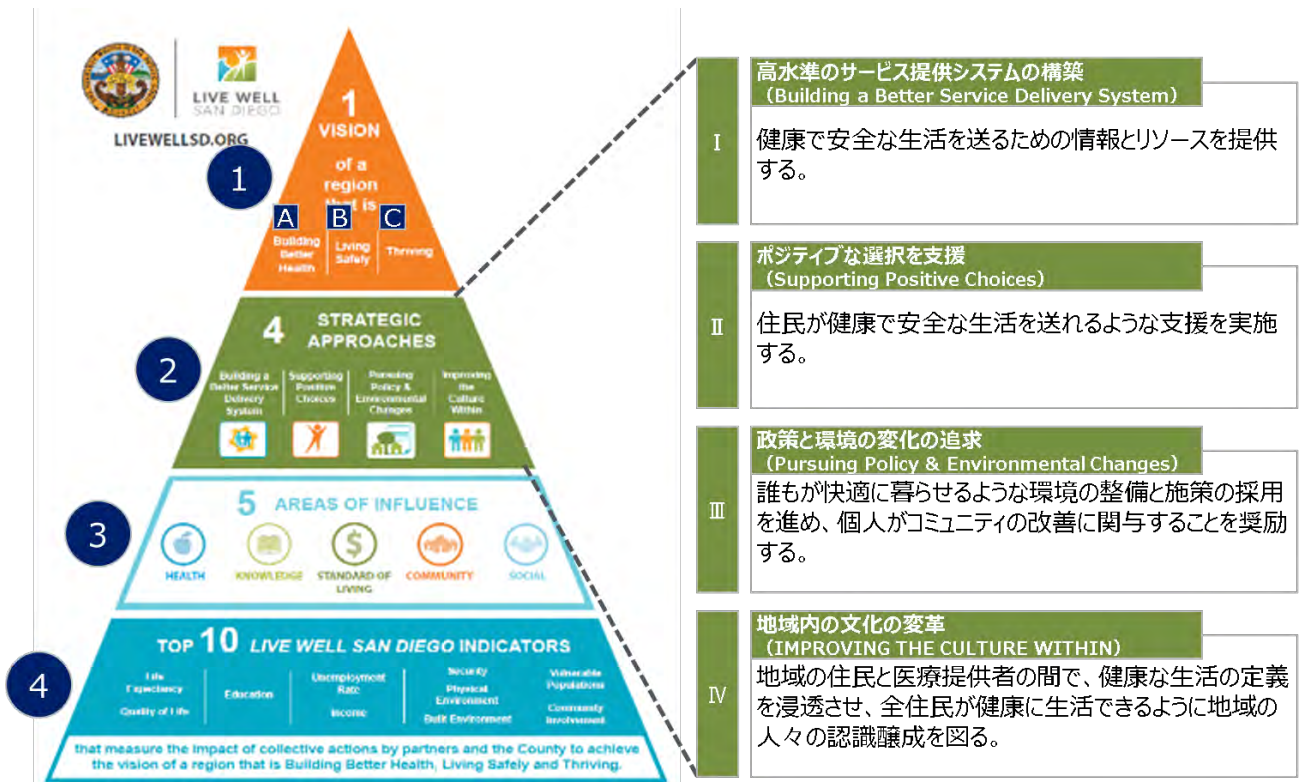 LIVE WELL
SAN DIEGO
LIVEWELLSD.ORG
1
VISION
of a
region
that is
1
A
B
C
Building
Better
Health
Living
Safely
Thriving
4
STRATEGIC
APPROACHES
2
Building a
Better Service
Delivery
System
Supporting
Positive
Choices
Pursuing
Policy &
Environmental
Changes
Improving
the
Culture
Within
5 AREAS OF INFLUENCE
3
HEALTH
KNOWLEDGE
STANDARD OF
LIVING
COMMUNITY
SOCIAL
TOP 10 LIVE WELL SAN DIEGO INDICATORS
4
Life
Expectancy
Quality of Life
Education
Unemployment
Rate
Income
Security
Physical
Environment
Built Environment
Vulnerable
Populations
Community
Involvement
that measure the impact of collective actions by partners and the County to achieve
the vision of a region that is Building Better Health, Living Safely and Thriving.
Ⅰ
高水準のサービス提供システムの構築
（Building a Better Service Delivery System）
健康で安全な生活を送るための情報とリソースを提供
する。
Ⅱ
ポジティブな選択を支援
（Supporting Positive Choices）
住民が健康で安全な生活を送れるような支援を実施
する。
Ⅲ
政策と環境の変化の追求
（Pursuing Policy & Environmental Changes）
誰もが快適に暮らせるような環境の整備と施策の採用
を進め、個人がコミュニティの改善に関与することを奨励
する。
Ⅳ
地域内の文化の変革
（IMPROVING THE CULTURE WITHIN）
地域の住民と医療提供者の間で、健康な生活の定義
を浸透させ、全住民が健康に生活できるように地域の
人々の認識醸成を図る。